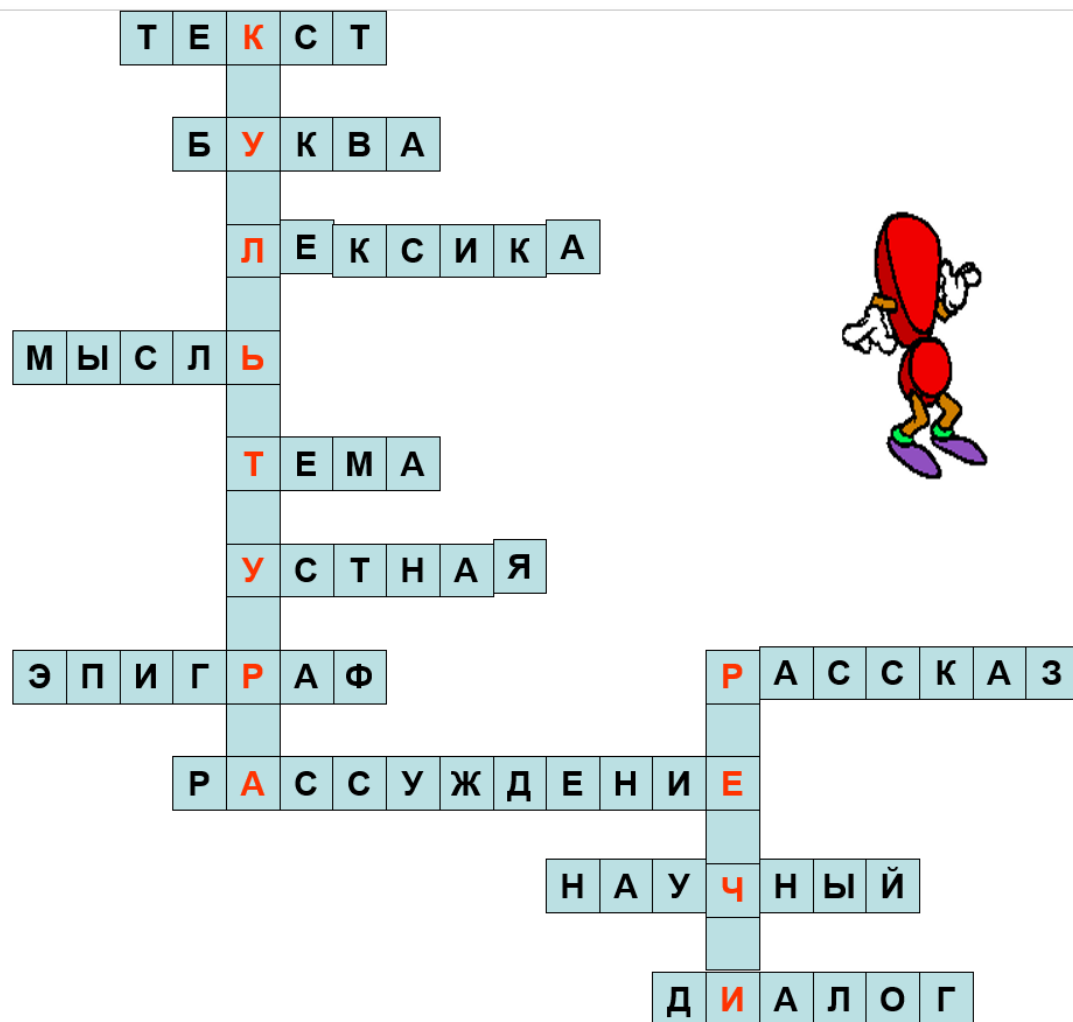 ТЕКСТ
БУКВА
ЛЕКСИКА
МЫСЛЬ
ТЕМА
УСТНАЯ
ЭПИГРАФ РАССКАЗ
РАССУЖДЕНИЕ
НАУЧНЫЙ
ДИАЛОГ